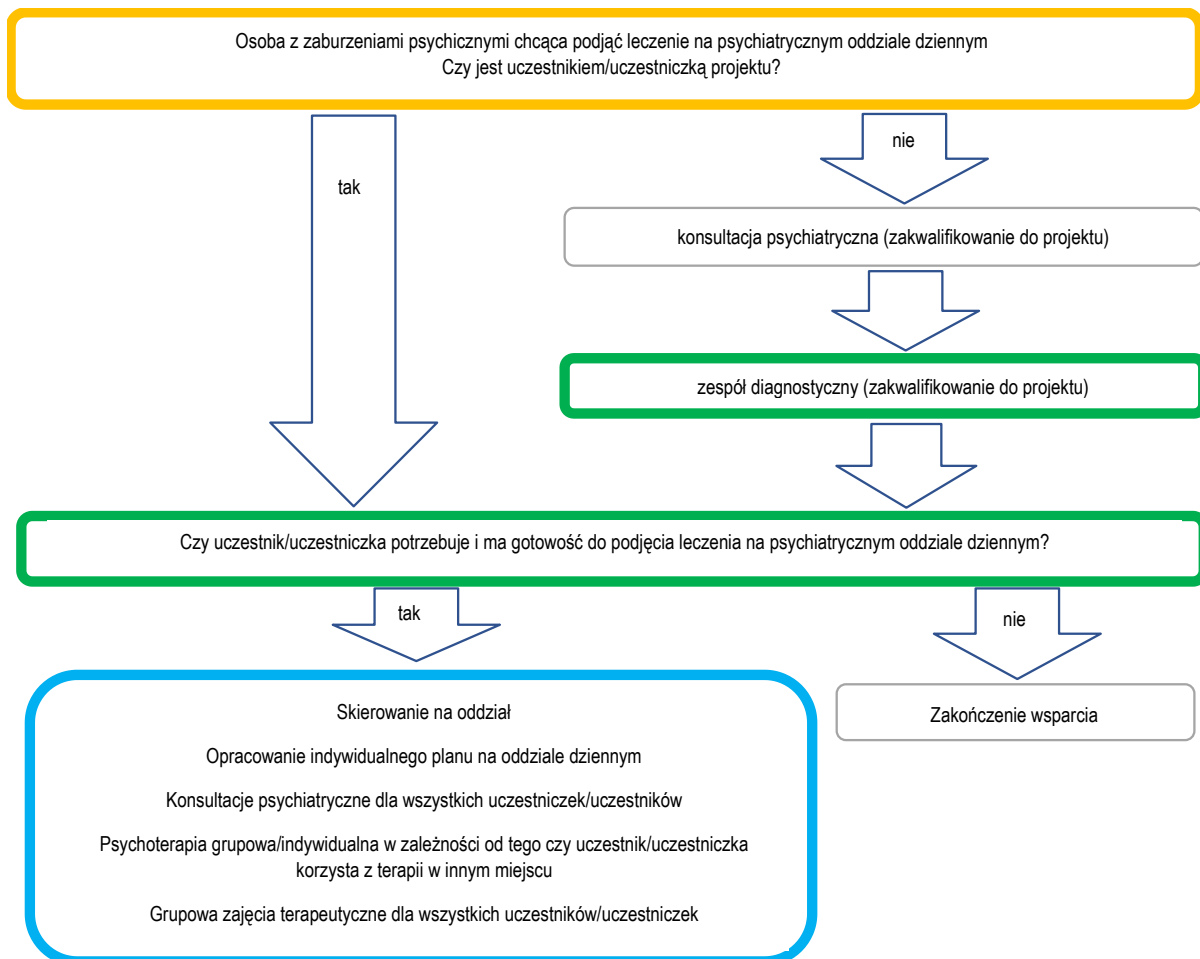 Osoba z zaburzeniami psychicznymi chcąca podjąć leczenie na psychiatrycznym oddziale dziennym
Czy jest uczestnikiem/uczestniczką projektu?
tak
nie
konsultacja psychiatryczna (zakwalifikowanie do projektu)
zespół diagnostyczny (zakwalifikowanie do projektu)
Czy uczestnik/uczestniczka potrzebuje i ma gotowość do podjęcia leczenia na psychiatrycznym oddziale dziennym?
tak
nie
Skierowanie na oddział
Opracowanie indywidualnego planu na oddziale dziennym
Konsultacje psychiatryczne dla wszystkich uczestniczek/uczestników
Psychoterapia grupowa/indywidualna w zależności od tego czy uczestnik/uczestniczka
korzysta z terapii w innym miejscu
Grupowa zajęcia terapeutyczne dla wszystkich uczestników/uczestniczek
Zakończenie wsparcia